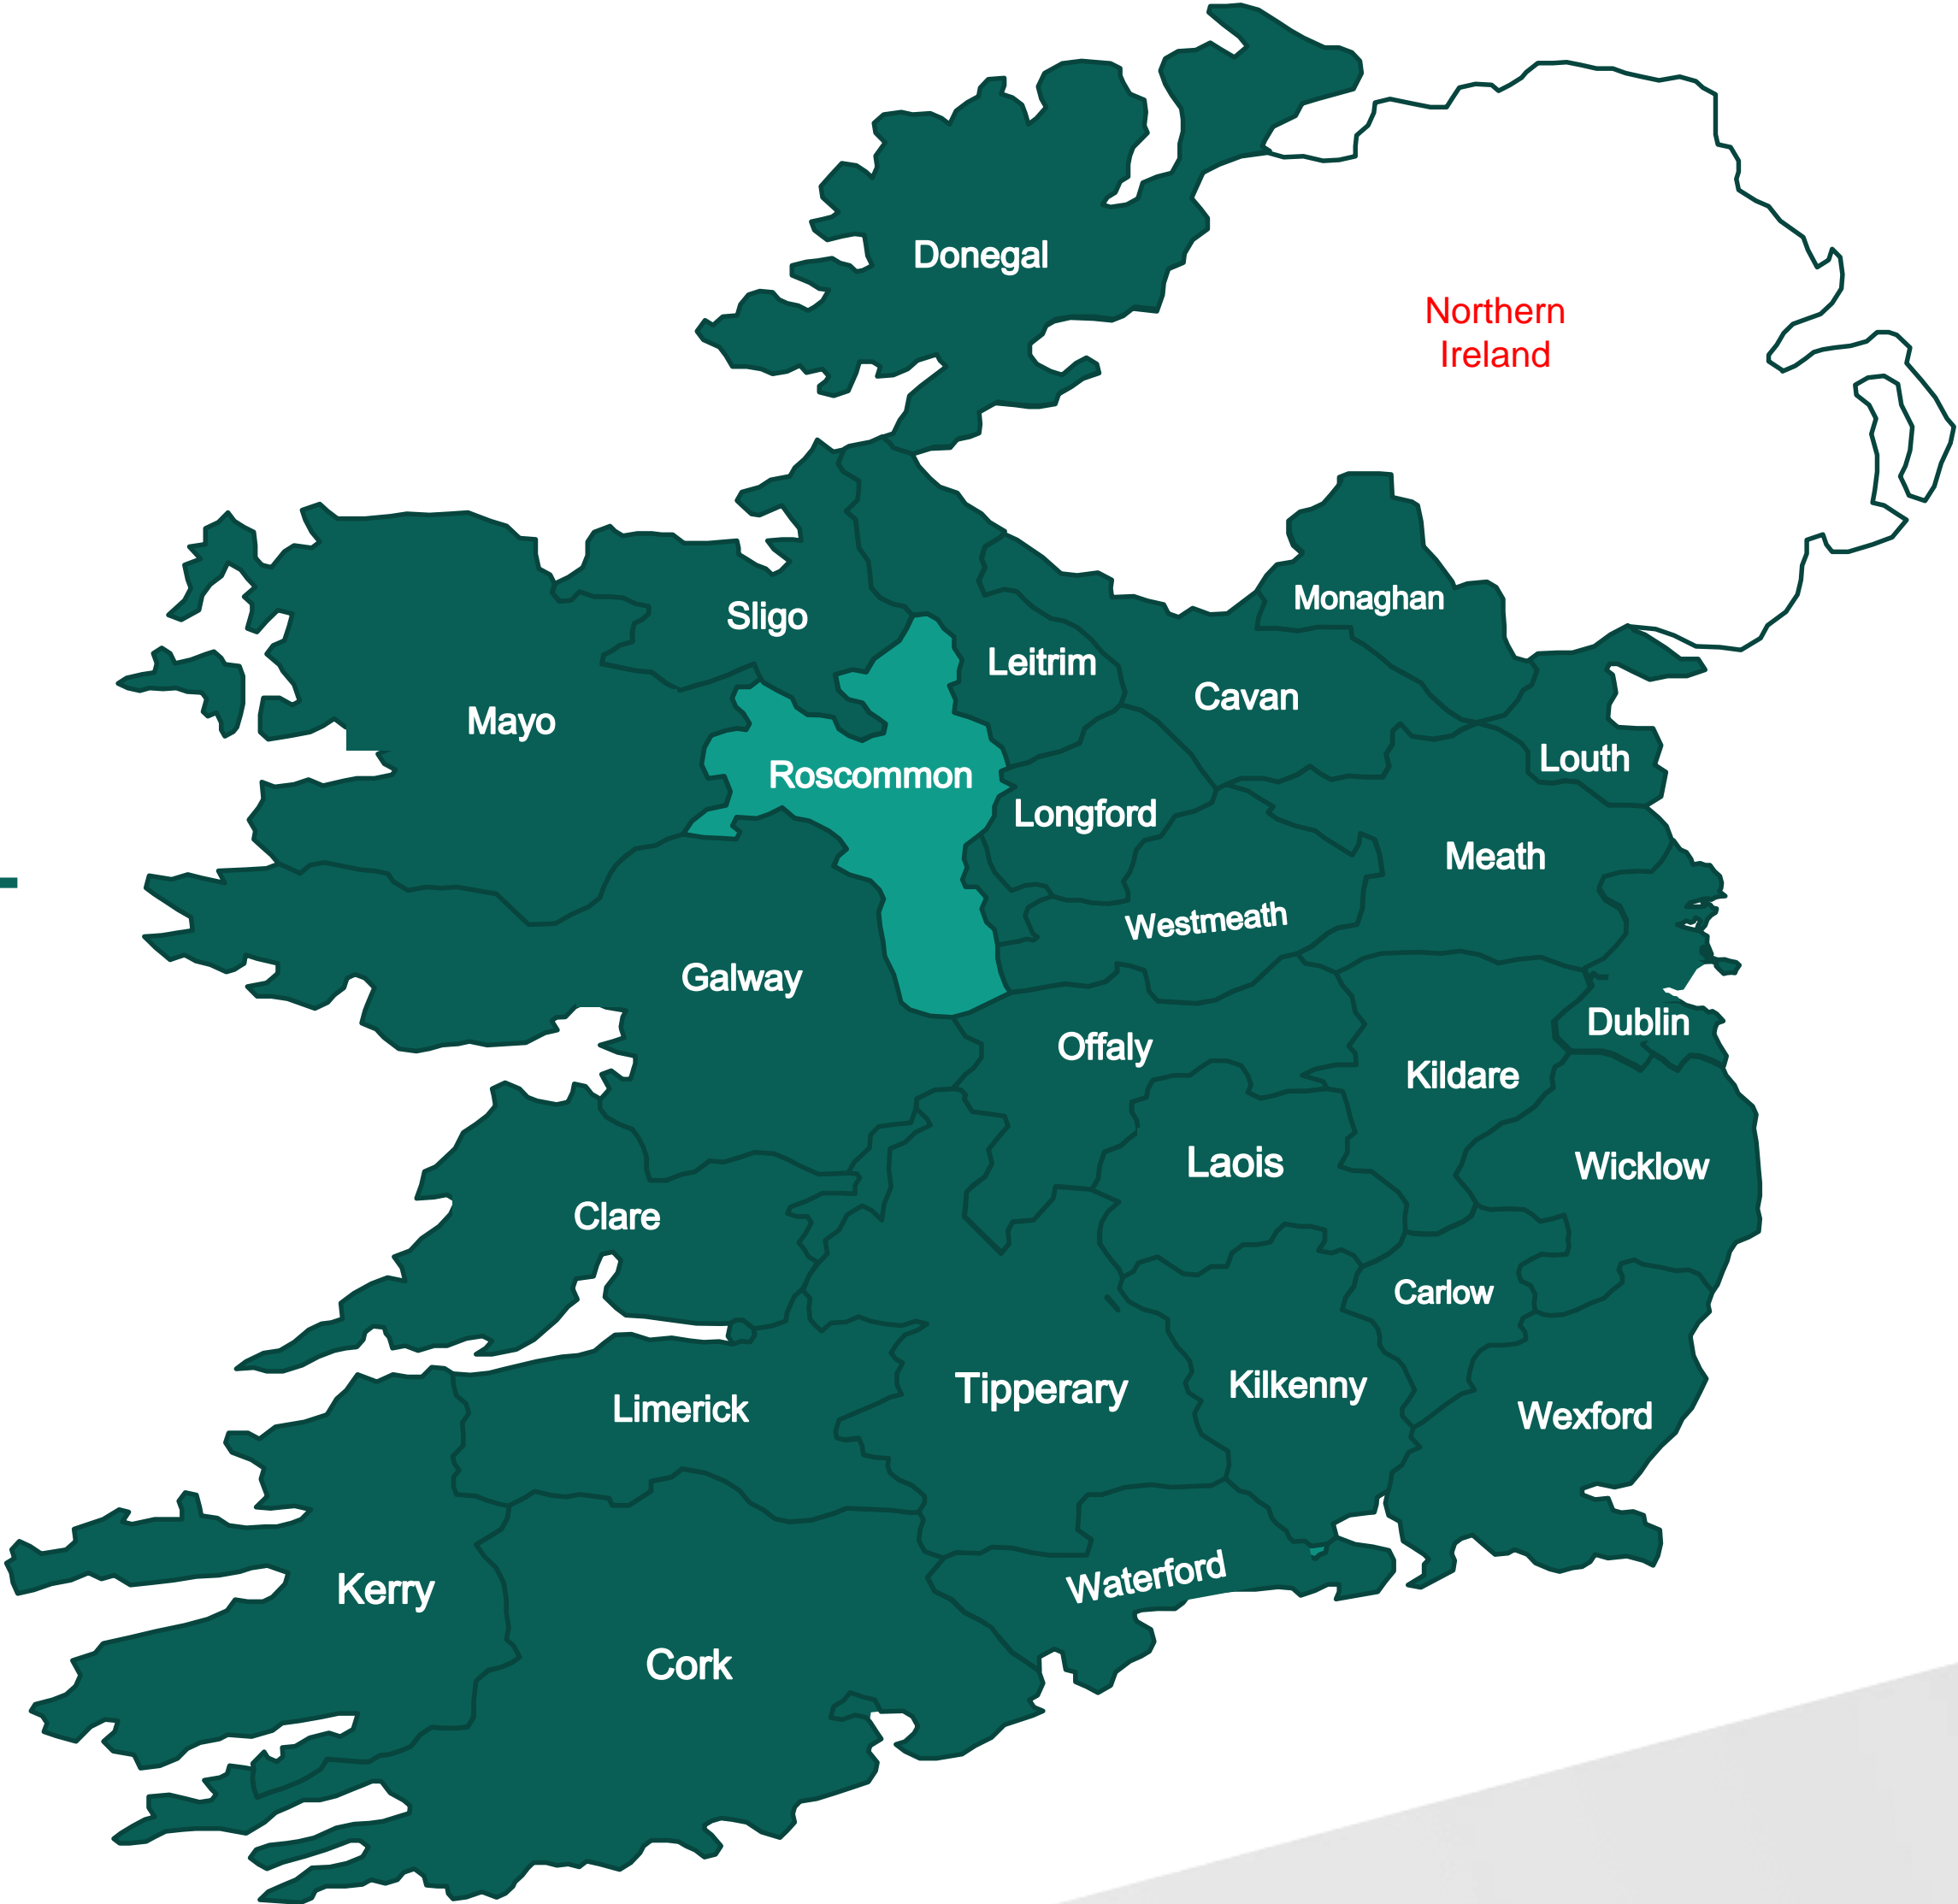 Donegal
Northern
Ireland
Monaghan
Sligo
Leitrim
Cavan
Mayo
Louth
Roscommon
Longford
Meath
Westmeath
Galway
Dublin
Offaly
Kildare
Laois
Wicklow
Clare
Carlow
Tipperary
Kilkenny
Limerick
Wexford
Waterford
Kerry
Cork